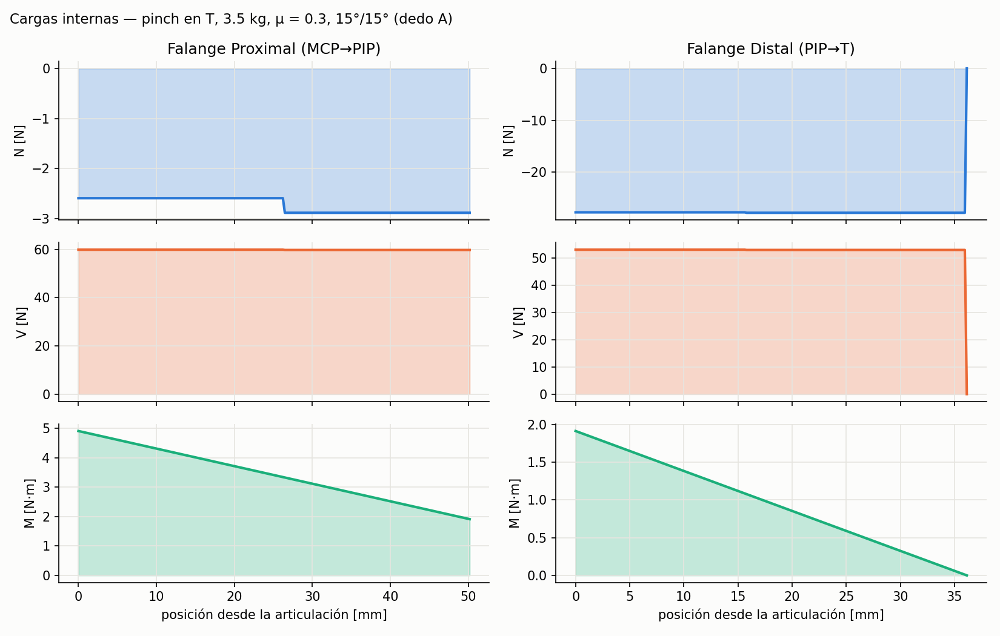 Cargas internas — pinch en T, 3.5 kg, μ = 0.3, 15°/15° (dedo A)
Falange Proximal (MCP→PIP)
N [N]
0
−1
−2
−3
Falange Distal (PIP→T)
N [N]
0
−10
−20
V [N]
60
40
20
0
V [N]
50
40
30
20
10
0
M [N·m]
5
4
3
2
1
0
0 10 20 30 40 50
posición desde la articulación [mm]
M [N·m]
2.0
1.5
1.0
0.5
0.0
0 5 10 15 20 25 30 35
posición desde la articulación [mm]